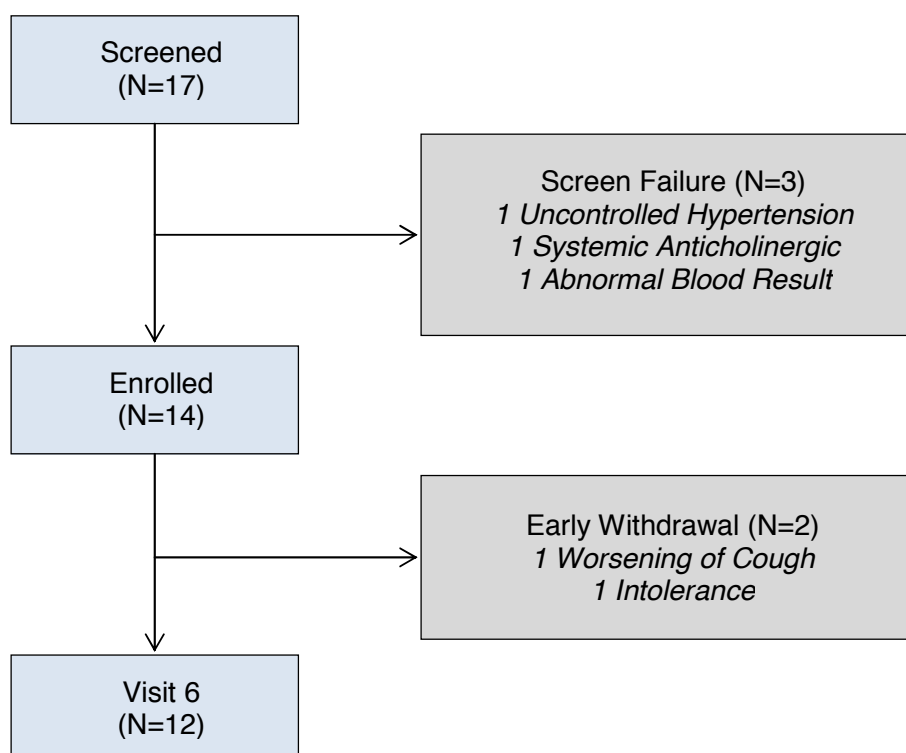 Screened
(N=17)
Screen Failure (N=3)
1 Uncontrolled Hypertension
1 Systemic Anticholinergic
1 Abnormal Blood Result
Enrolled
(N=14)
Early Withdrawal (N=2)
1 Worsening of Cough
1 Intolerance
Visit 6
(N=12)